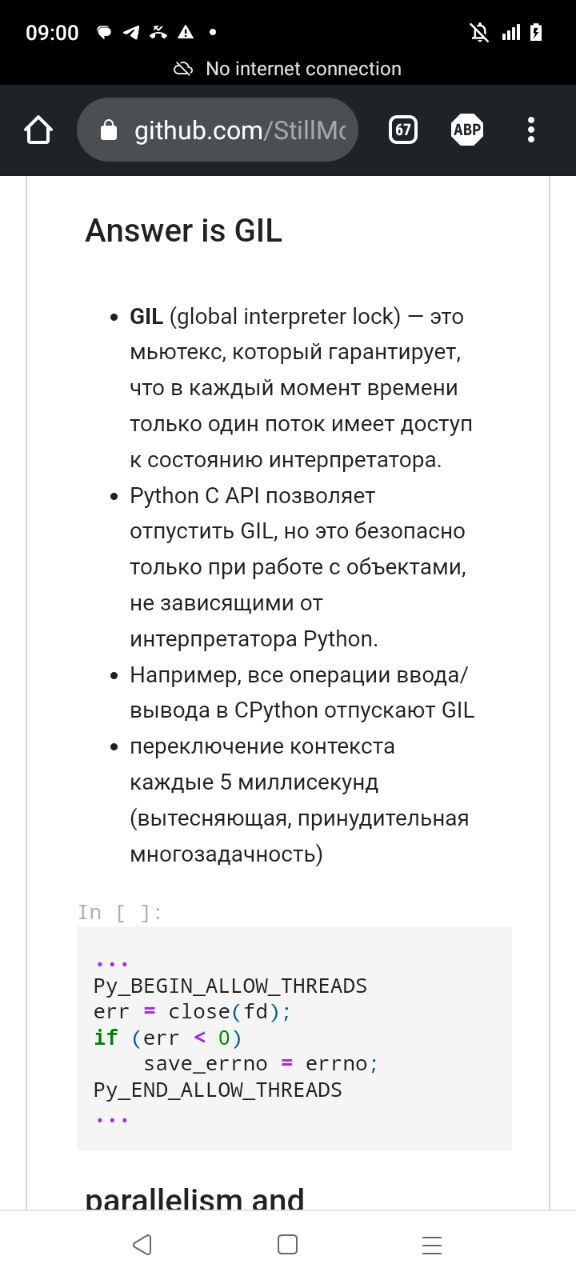 09:00
No internet connection
github.com/StillMo
67
ABP
Answer is GIL
• GIL (global interpreter lock) — это
мьютекс, который гарантирует,
что в каждый момент времени
только один поток имеет доступ
к состоянию интерпретатора.
• Python C API позволяет
отпустить GIL, но это безопасно
только при работе с объектами,
не зависящими от
интерпретатора Python.
• Например, все операции ввода/
вывода в CPython отпускают GIL
• переключение контекста
каждые 5 миллисекунд
(вытесняющая, принудительная
многозадачность)
In [ ]:
...
Py_BEGIN_ALLOW_THREADS
err = close(fd);
if (err < 0)
    save_errno = errno;
Py_END_ALLOW_THREADS
...
parallelism and